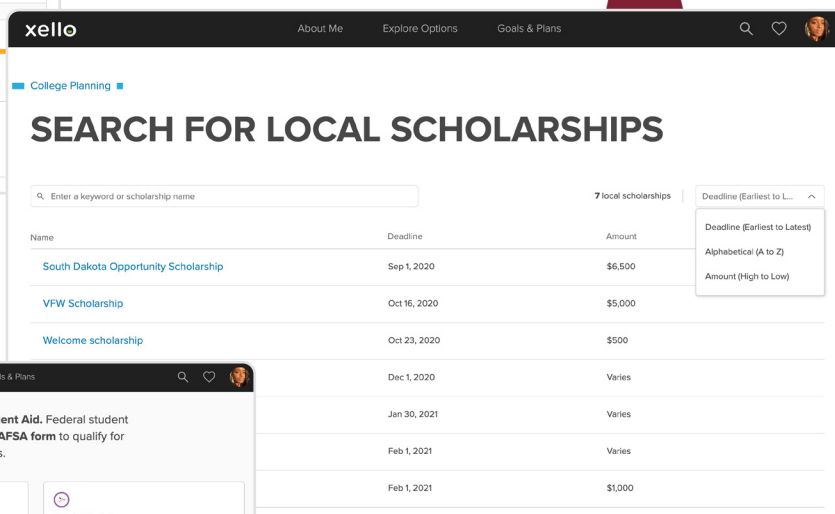 xello
About Me Explore Options Goals & Plans
College Planning
SEARCH FOR LOCAL SCHOLARSHIPS
Enter a keyword or scholarship name
7 local scholarships
Deadline (Earliest to L...
Deadline (Earliest to Latest)
Alphabetical (A to Z)
Amount (High to Low)
Name Deadline Amount
South Dakota Opportunity Scholarship Sep 1, 2020 $6,500
VFW Scholarship Oct 16, 2020 $5,000
Welcome scholarship Oct 23, 2020 $500
Dec 1, 2020 Varies
Jan 30, 2021 Varies
Feb 1, 2021 Varies
Feb 1, 2021 $1,000
ls & Plans
ent Aid. Federal student
AFSA form to qualify for
s.